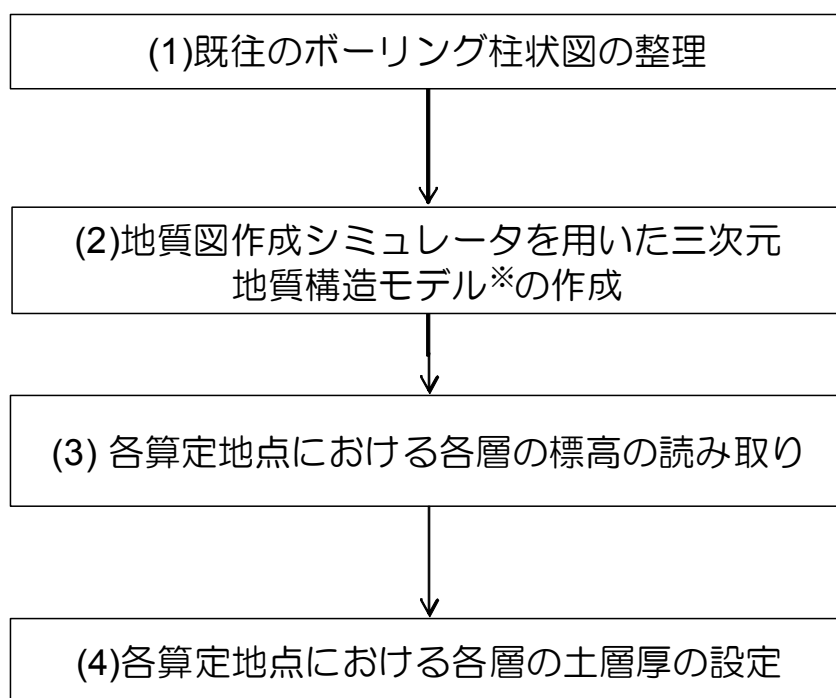 (1)既往のボーリング柱状図の整理
(2)地質図作成シミュレータを用いた三次元
地質構造モデル※の作成
(3) 各算定地点における各層の標高の読み取り
(4)各算定地点における各層の土層厚の設定